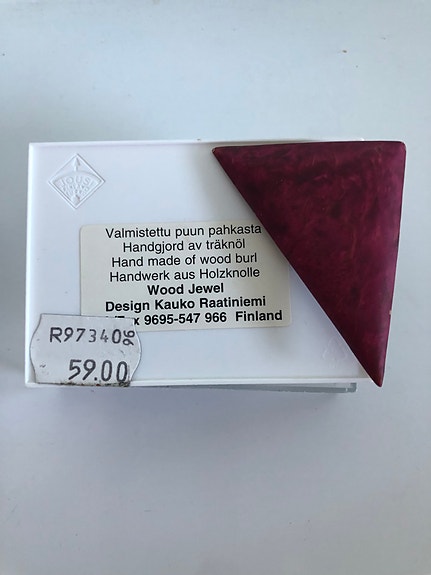 Valmistettu puun pahkasta
Handgjord av träknöl
Hand made of wood burl
Handwerk aus Holzknolle
Wood Jewel
Design Kauko Raatiniemi
9695-547 966 Finland
R97340
59.00